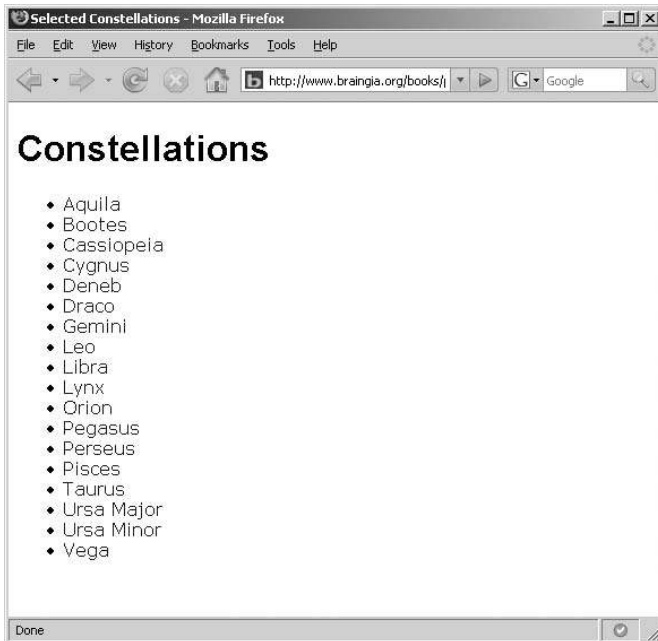 Selected Constellations - Mozilla Firefox
File Edit View History Bookmarks Tools Help
http://www.braingia.org/books/ G Google
Constellations
Aquila
Bootes
Cassiopeia
Cygnus
Deneb
Draco
Gemini
Leo
Libra
Lynx
Orion
Pegasus
Perseus
Pisces
Taurus
Ursa Major
Ursa Minor
Vega
Done